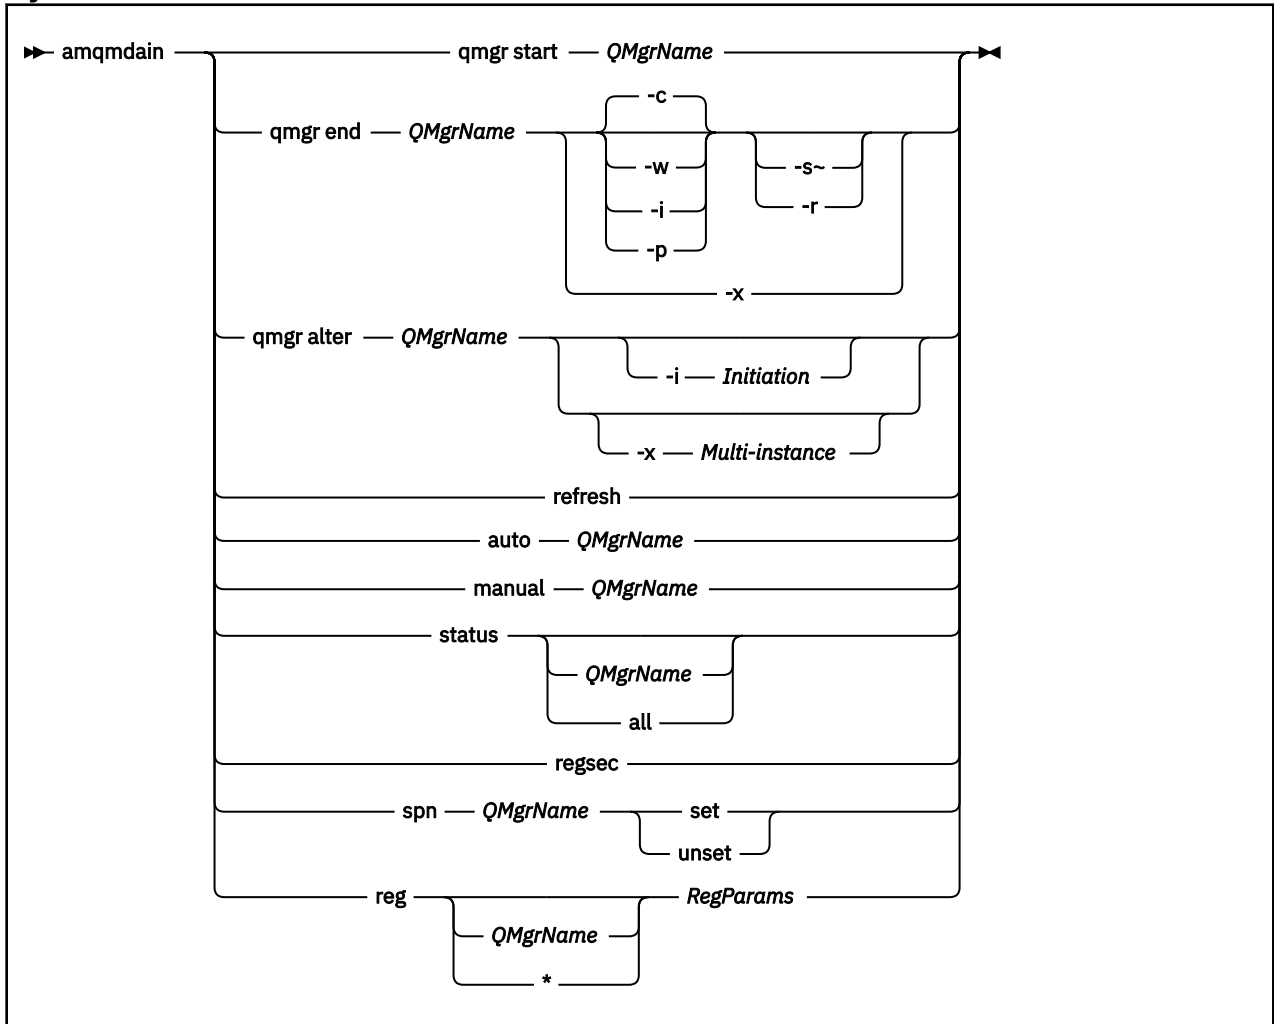 amqmdain qmgr start QMgrName
-c
qmgr end QMgrName
-w -s~
-i -r
-p
-x
qmgr alter QMgrName
-i Initiation
-x Multi-instance
refresh
auto QMgrName
manual QMgrName
status
QMgrName
all
regsec
spn QMgrName set
unset
reg RegParams
QMgrName
*